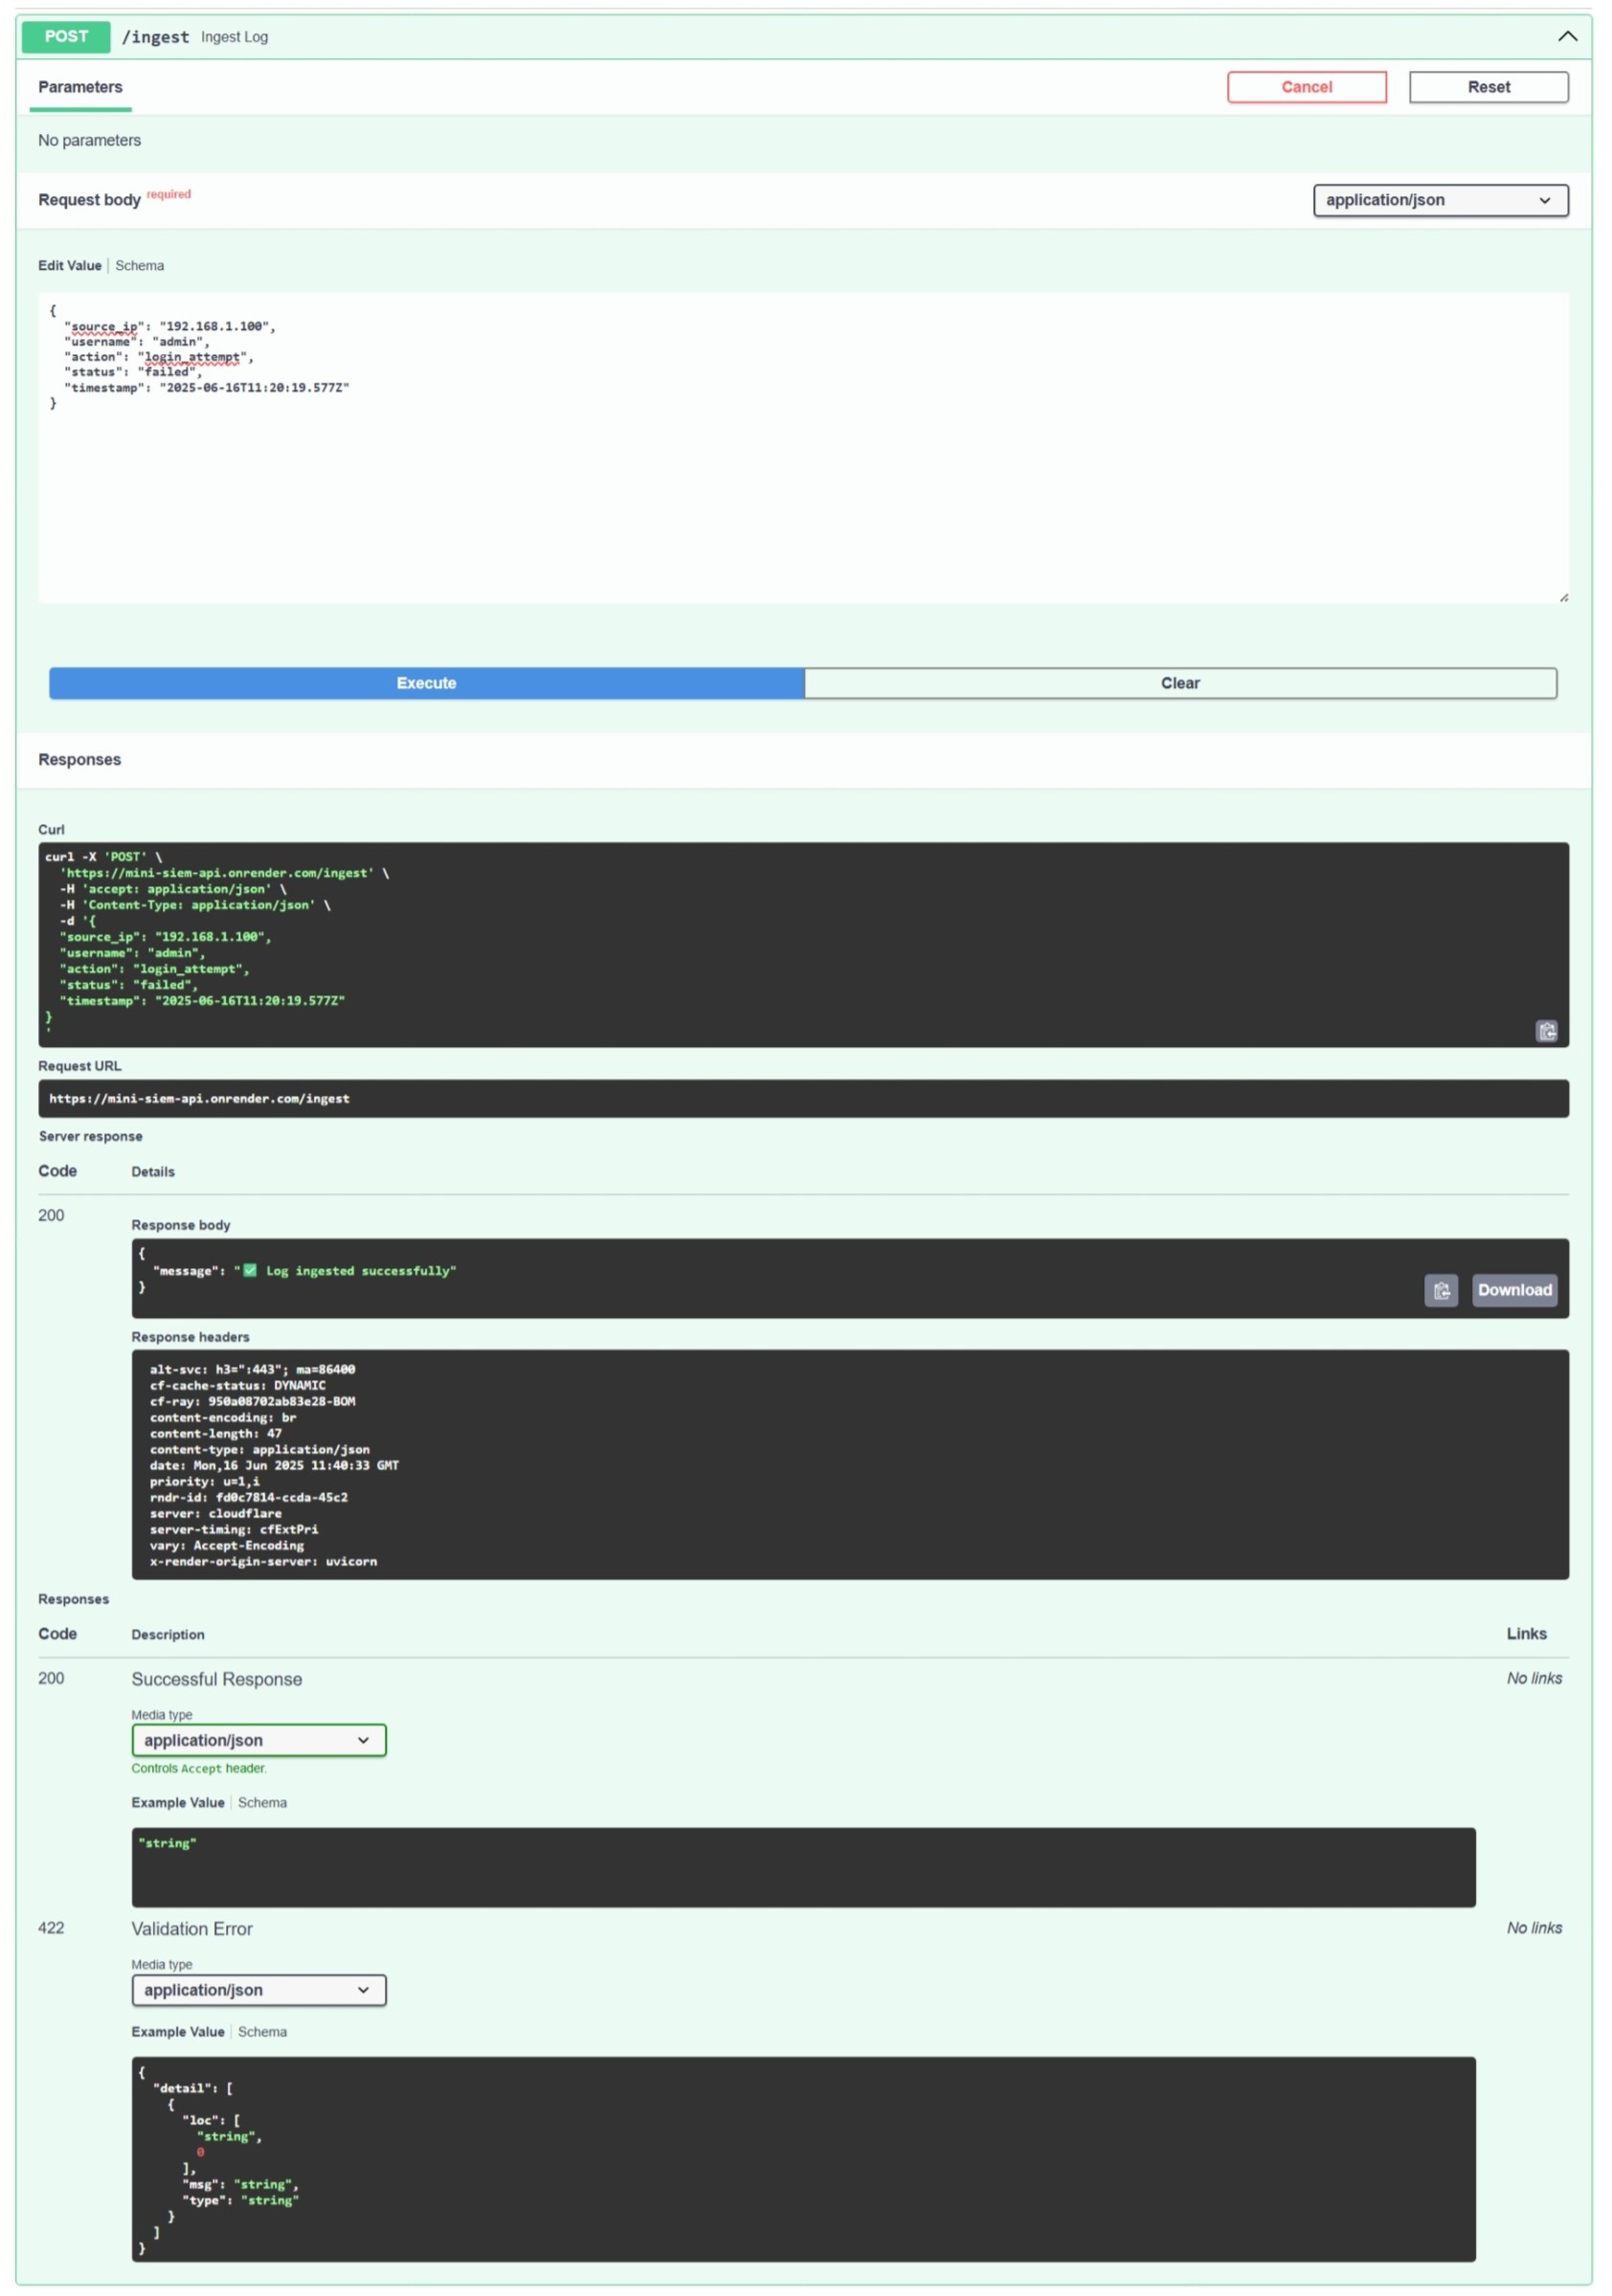 POST /ingest Ingest Log
Parameters
Cancel
Reset
No parameters
Request body required
application/json
Edit Value | Schema
{
  "source_ip": "192.168.1.100",
  "username": "admin",
  "action": "login_attempt",
  "status": "failed",
  "timestamp": "2025-06-16T11:20:19.577Z"
}
Execute
Clear
Responses
Curl
curl -X 'POST' \
  'https://mini-siem-api.onrender.com/ingest' \
  -H 'accept: application/json' \
  -H 'Content-Type: application/json' \
  -d '{
  "source_ip": "192.168.1.100",
  "username": "admin",
  "action": "login_attempt",
  "status": "failed",
  "timestamp": "2025-06-16T11:20:19.577Z"
}
'
Request URL
https://mini-siem-api.onrender.com/ingest
Server response
Code Details
200
Response body
{
  "message": "✅ Log ingested successfully"
}
Download
Response headers
alt-svc: h3=":443"; ma=86400
cf-cache-status: DYNAMIC
cf-ray: 950a08702ab83e28-BOM
content-encoding: br
content-length: 47
content-type: application/json
date: Mon,16 Jun 2025 11:40:33 GMT
priority: u=1,i
rndr-id: fd0c7814-ccda-45c2
server: cloudflare
server-timing: cfExtPri
vary: Accept-Encoding
x-render-origin-server: uvicorn
Responses
Code Description Links
200 Successful Response No links
Media type
application/json
Controls Accept header.
Example Value | Schema
"string"
422 Validation Error No links
Media type
application/json
Example Value | Schema
{
  "detail": [
    {
      "loc": [
        "string",
        0
      ],
      "msg": "string",
      "type": "string"
    }
  ]
}